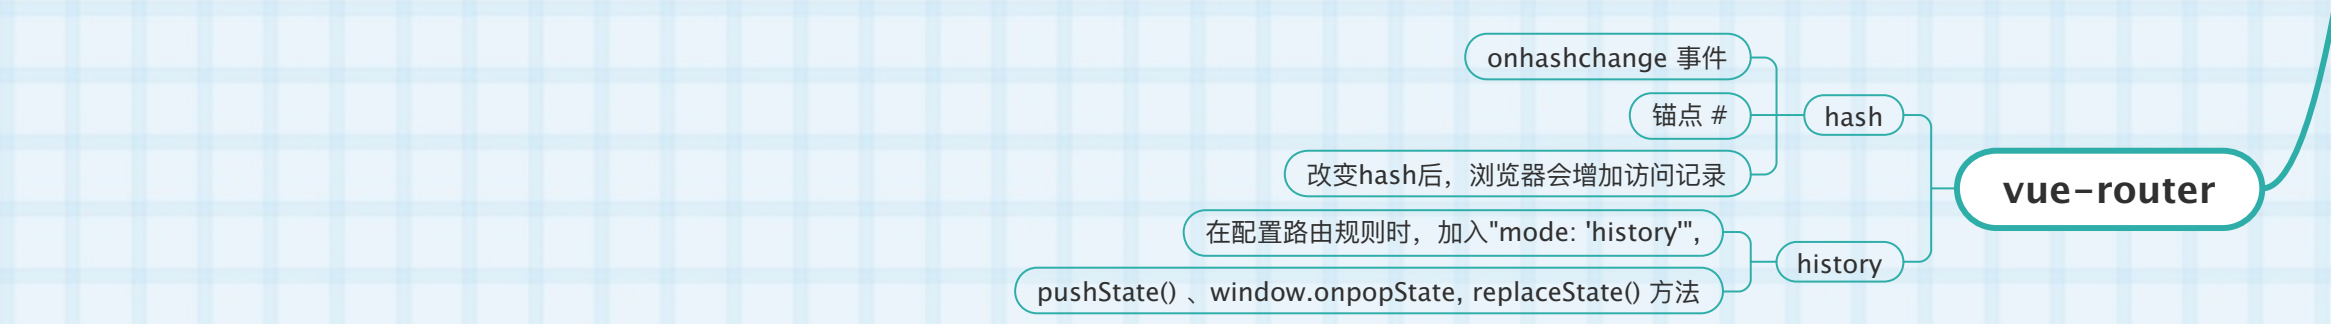 onhashchange 事件
锚点 #
hash
改变hash后，浏览器会增加访问记录
vue-router
在配置路由规则时，加入"mode: 'history'",
history
pushState() 、window.onpopState, replaceState() 方法